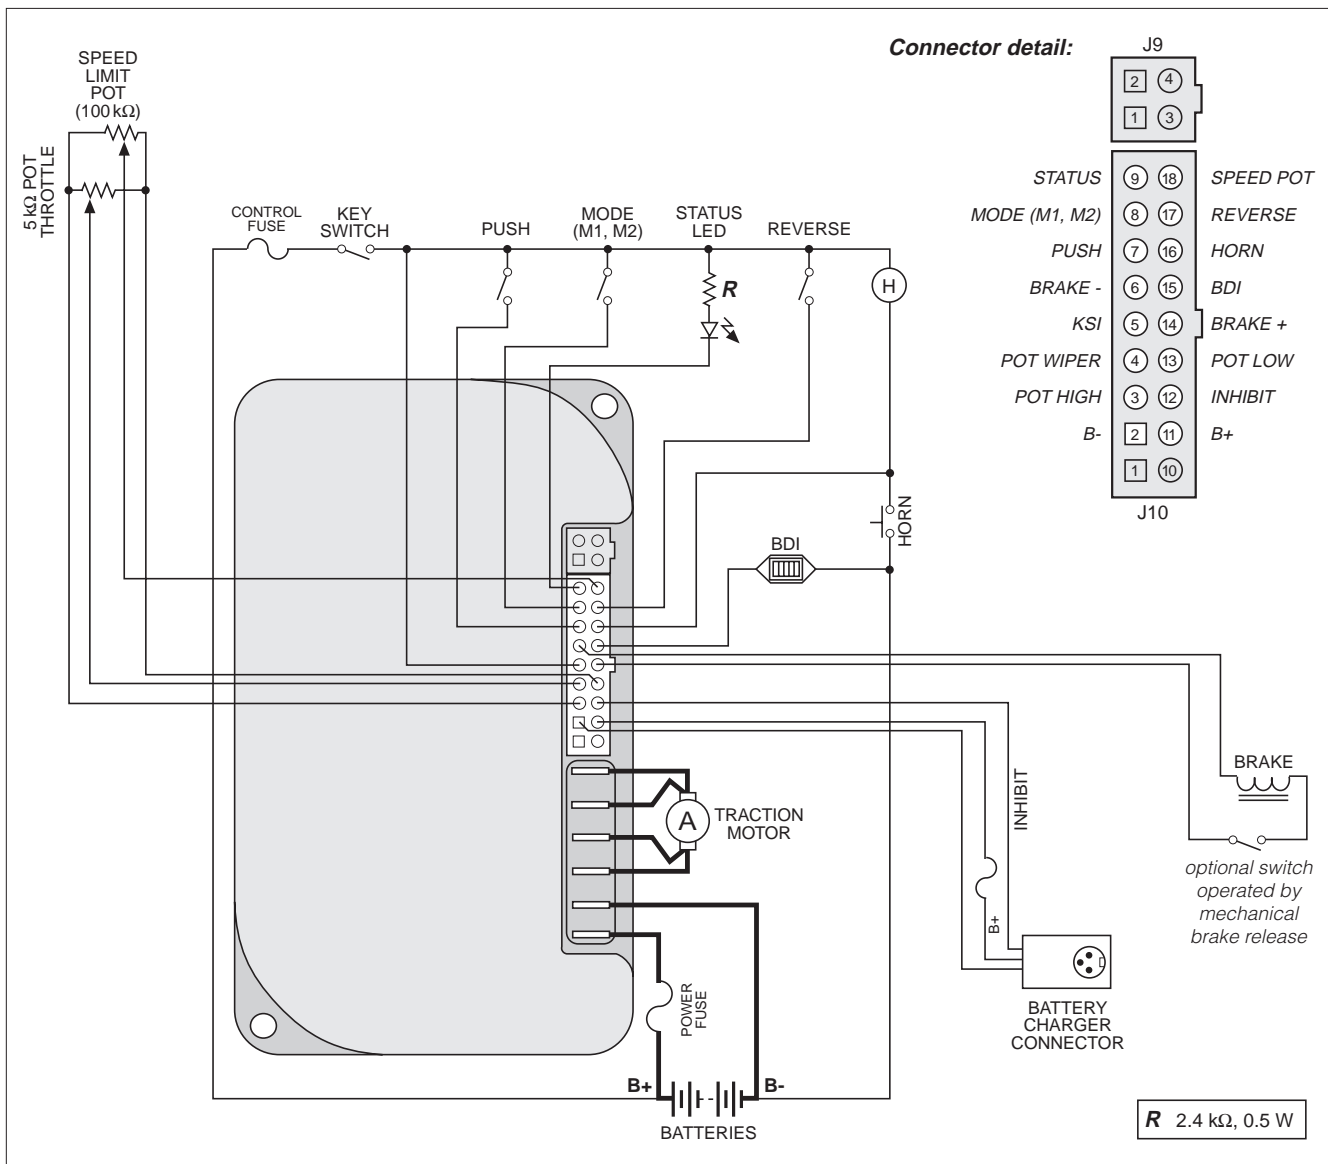 Connector detail:
J9
2 4
1 3
STATUS 9 18 SPEED POT
MODE (M1, M2) 8 17 REVERSE
PUSH 7 16 HORN
BRAKE - 6 15 BDI
KSI 5 14 BRAKE +
POT WIPER 4 13 POT LOW
POT HIGH 3 12 INHIBIT
B- 2 11 B+
1 10
J10
SPEED
LIMIT
POT
(100 kΩ)
5 kΩ POT
THROTTLE
CONTROL
FUSE
KEY
SWITCH
PUSH
MODE
(M1, M2)
STATUS
LED
REVERSE
R
H
HORN
BDI
A
TRACTION
MOTOR
INHIBIT
B+
BRAKE
optional switch
operated by
mechanical
brake release
BATTERY
CHARGER
CONNECTOR
POWER
FUSE
B+
B-
BATTERIES
R 2.4 kΩ, 0.5 W